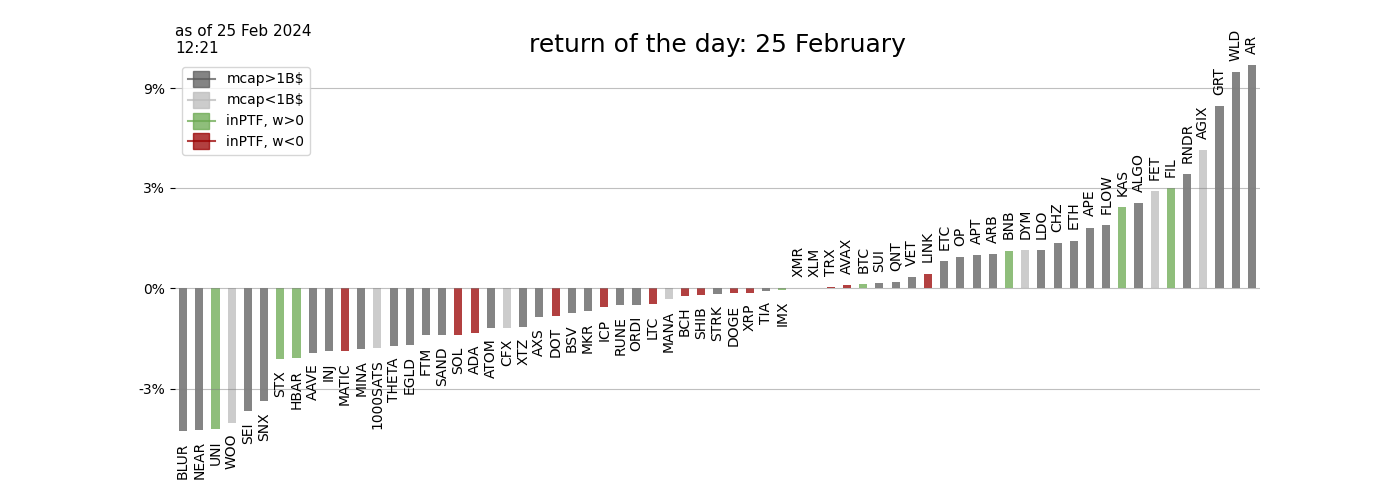 as of 25 Feb 2024
12:21
return of the day: 25 February
mcap>1B$
mcap<1B$
inPTF, w>0
inPTF, w<0
9%
3%
0%
-3%
BLUR
NEAR
UNI
WOO
SEI
SNX
STX
HBAR
AAVE
INJ
MATIC
MINA
1000SATS
THETA
EGLD
FTM
SAND
SOL
ADA
ATOM
CFX
XTZ
AXS
DOT
BSV
MKR
ICP
RUNE
ORDI
LTC
MANA
BCH
SHIB
STRK
DOGE
XRP
TIA
IMX
XMR
XLM
TRX
AVAX
BTC
SUI
QNT
VET
LINK
ETC
OP
APT
ARB
BNB
DYM
LDO
CHZ
ETH
APE
FLOW
KAS
ALGO
FET
FIL
RNDR
AGIX
GRT
WLD
AR